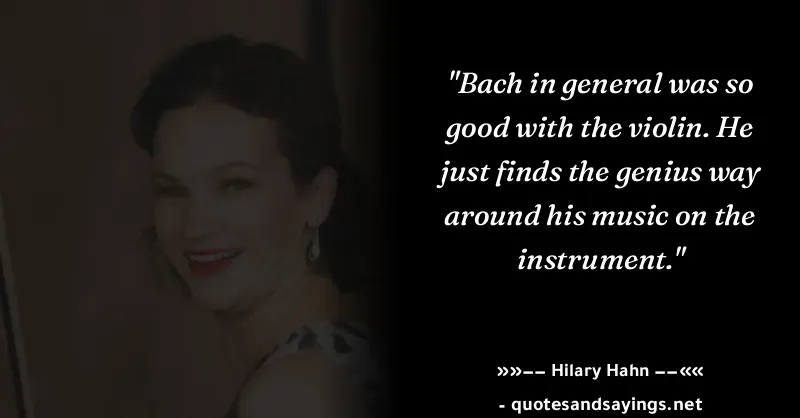 "Bach in general was so
good with the violin. He
just finds the genius way
around his music on the
instrument."
»»−− Hilary Hahn −−««
- quotesandsayings.net